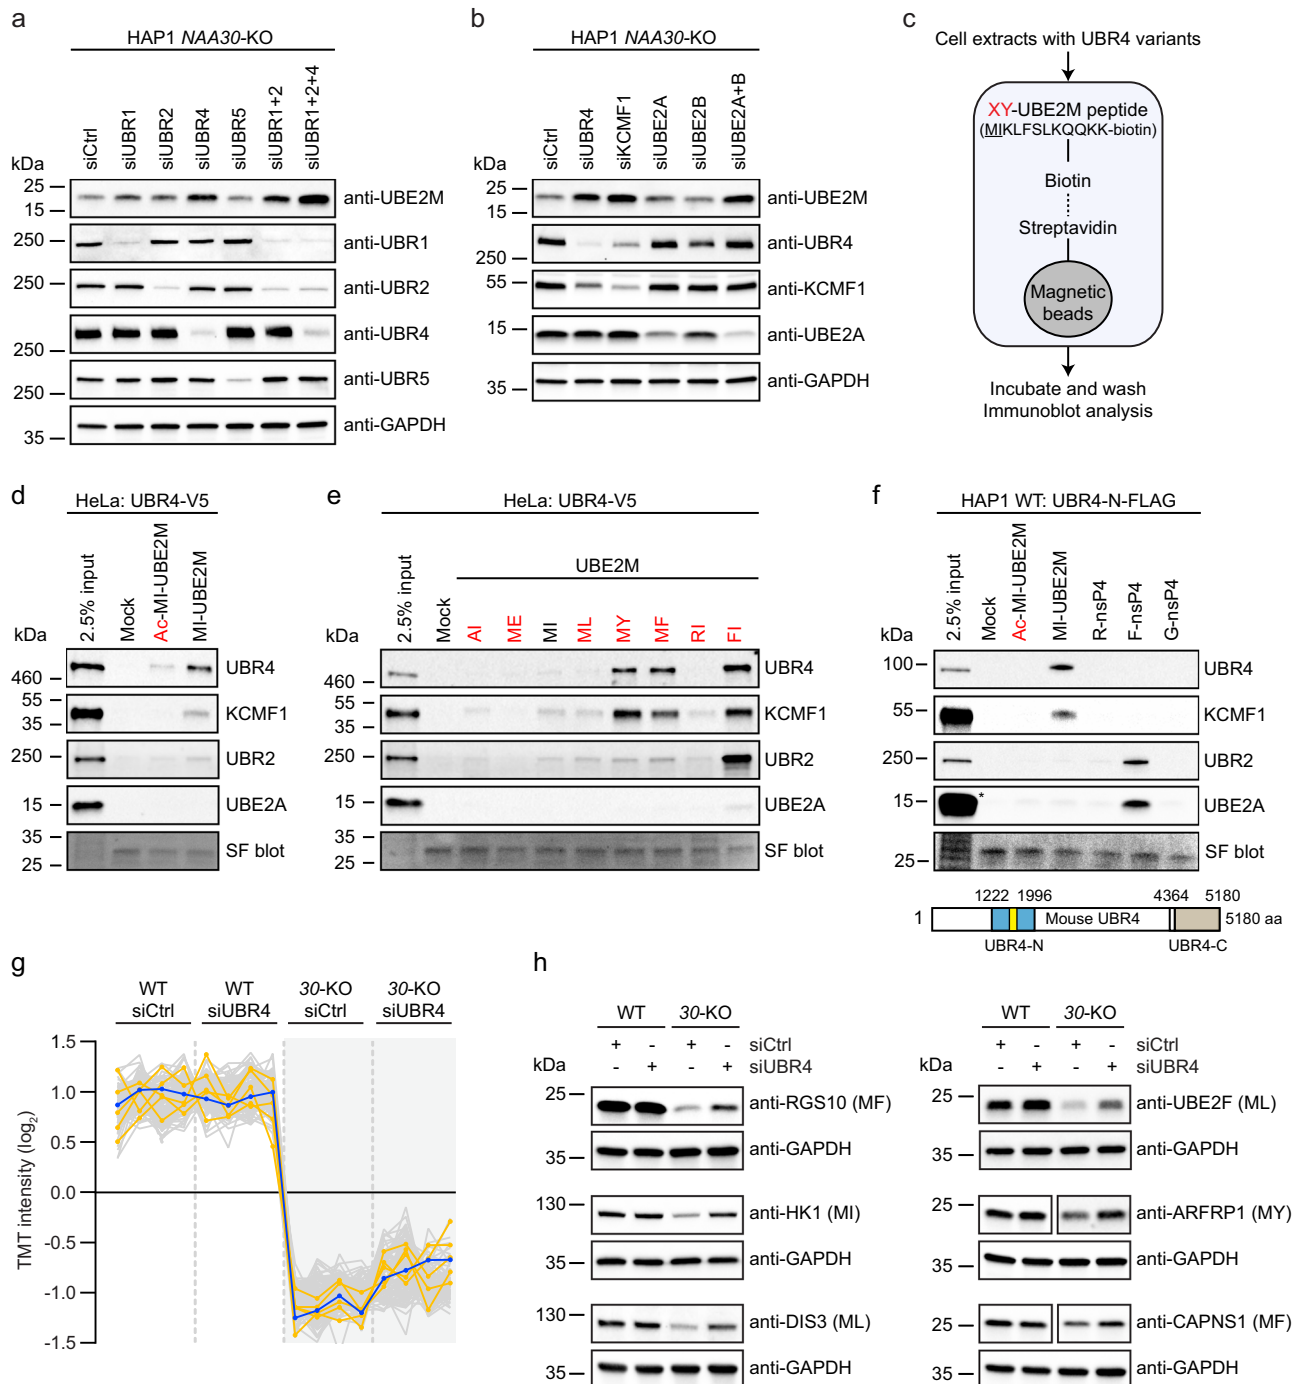 a
HAP1 NAA30-KO
kDa
siCtrl
siUBR1
siUBR2
siUBR4
siUBR5
siUBR1+2
siUBR1+2+4
25
15
anti-UBE2M
250
anti-UBR1
250
anti-UBR2
250
anti-UBR4
250
anti-UBR5
35
anti-GAPDH
b
HAP1 NAA30-KO
kDa
siCtrl
siUBR4
siKCMF1
siUBE2A
siUBE2B
siUBE2A+B
25
15
anti-UBE2M
250
anti-UBR4
55
anti-KCMF1
15
anti-UBE2A
35
anti-GAPDH
c
Cell extracts with UBR4 variants
XY-UBE2M peptide
(MIKLFSLKQQKK-biotin)
Biotin
Streptavidin
Magnetic
beads
Incubate and wash
Immunoblot analysis
d
HeLa: UBR4-V5
kDa
2.5% input
Mock
Ac-MI-UBE2M
MI-UBE2M
460
UBR4
55
35
KCMF1
250
UBR2
15
UBE2A
35
25
SF blot
e
HeLa: UBR4-V5
UBE2M
kDa
2.5% input
Mock
AI
ME
MI
ML
MY
MF
RI
FI
460
UBR4
55
35
KCMF1
250
UBR2
15
UBE2A
35
25
SF blot
f
HAP1 WT: UBR4-N-FLAG
kDa
2.5% input
Mock
Ac-MI-UBE2M
MI-UBE2M
R-nsP4
F-nsP4
G-nsP4
100
UBR4
55
KCMF1
250
UBR2
15
*
UBE2A
25
SF blot
1222 1996 4364 5180
1 Mouse UBR4 5180 aa
UBR4-N UBR4-C
g
WT siCtrl
WT siUBR4
30-KO siCtrl
30-KO siUBR4
TMT intensity (log2)
1.5
1.0
0.5
0.0
-0.5
-1.0
-1.5
h
WT 30-KO
+ - + - siCtrl
kDa - + - + siUBR4
25
anti-RGS10 (MF)
35
anti-GAPDH
130
anti-HK1 (MI)
35
anti-GAPDH
130
anti-DIS3 (ML)
35
anti-GAPDH
WT 30-KO
+ - + - siCtrl
kDa - + - + siUBR4
25
anti-UBE2F (ML)
35
anti-GAPDH
25
anti-ARFRP1 (MY)
35
anti-GAPDH
25
anti-CAPNS1 (MF)
35
anti-GAPDH